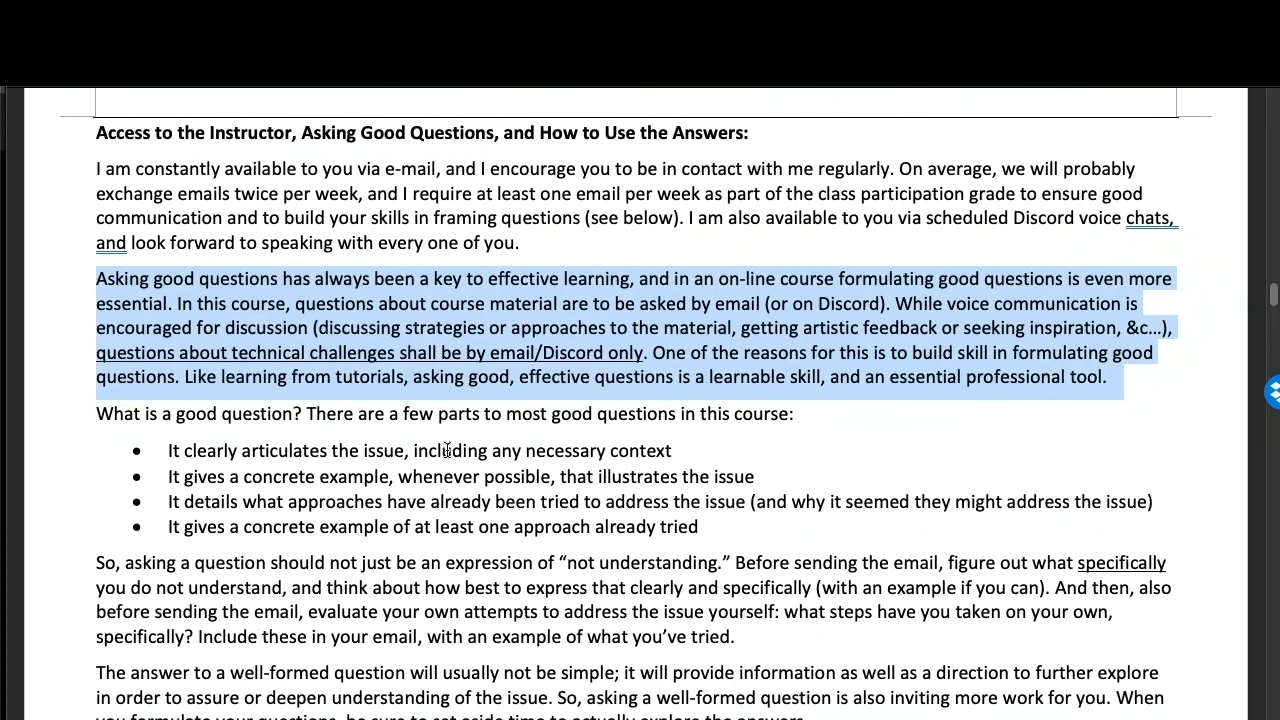 Access to the Instructor, Asking Good Questions, and How to Use the Answers:
I am constantly available to you via e-mail, and I encourage you to be in contact with me regularly. On average, we will probably
exchange emails twice per week, and I require at least one email per week as part of the class participation grade to ensure good
communication and to build your skills in framing questions (see below). I am also available to you via scheduled Discord voice chats,
and look forward to speaking with every one of you.
Asking good questions has always been a key to effective learning, and in an on-line course formulating good questions is even more
essential. In this course, questions about course material are to be asked by email (or on Discord). While voice communication is
encouraged for discussion (discussing strategies or approaches to the material, getting artistic feedback or seeking inspiration, &c…),
questions about technical challenges shall be by email/Discord only. One of the reasons for this is to build skill in formulating good
questions. Like learning from tutorials, asking good, effective questions is a learnable skill, and an essential professional tool.
What is a good question? There are a few parts to most good questions in this course:
• It clearly articulates the issue, including any necessary context
• It gives a concrete example, whenever possible, that illustrates the issue
• It details what approaches have already been tried to address the issue (and why it seemed they might address the issue)
• It gives a concrete example of at least one approach already tried
So, asking a question should not just be an expression of “not understanding.” Before sending the email, figure out what specifically
you do not understand, and think about how best to express that clearly and specifically (with an example if you can). And then, also
before sending the email, evaluate your own attempts to address the issue yourself: what steps have you taken on your own,
specifically? Include these in your email, with an example of what you’ve tried.
The answer to a well-formed question will usually not be simple; it will provide information as well as a direction to further explore
in order to assure or deepen understanding of the issue. So, asking a well-formed question is also inviting more work for you. When
you formulate your questions, be sure to set aside time to actually explore the answers.